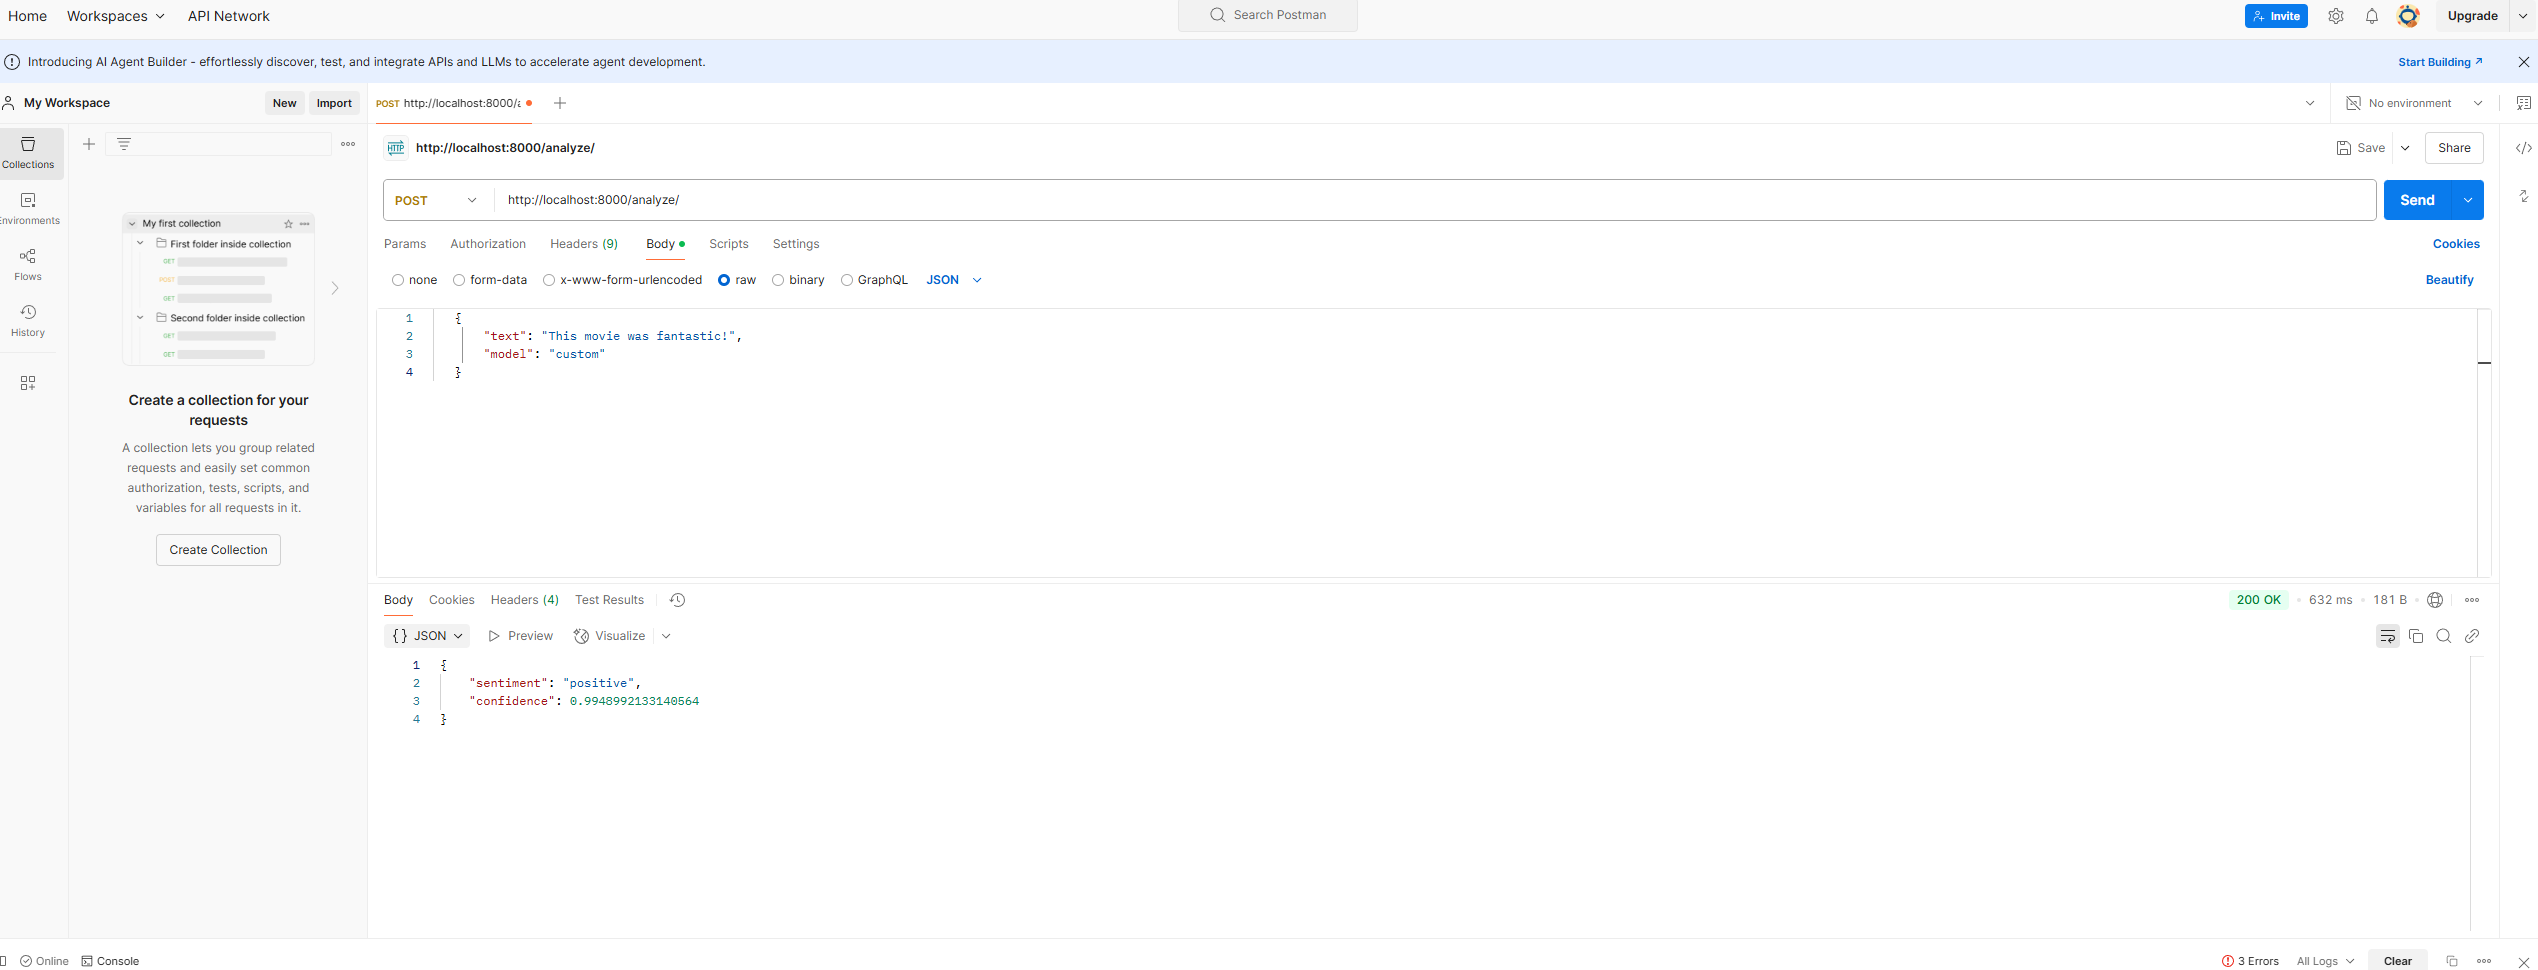 Home Workspaces API Network Search Postman Invite Upgrade
Introducing AI Agent Builder - effortlessly discover, test, and integrate APIs and LLMs to accelerate agent development. Start Building
My Workspace New Import POST http://localhost:8000/a No environment
Collections
Environments
Flows
History
My first collection
First folder inside collection
GET
POST
GET
Second folder inside collection
GET
GET
Create a collection for your
requests
A collection lets you group related
requests and easily set common
authorization, tests, scripts, and
variables for all requests in it.
Create Collection
HTTP http://localhost:8000/analyze/ Save Share
POST http://localhost:8000/analyze/ Send
Params Authorization Headers (9) Body Scripts Settings Cookies
none form-data x-www-form-urlencoded raw binary GraphQL JSON Beautify
1 {
2 "text": "This movie was fantastic!",
3 "model": "custom"
4 }
Body Cookies Headers (4) Test Results 200 OK 632 ms 181 B
{} JSON Preview Visualize
1 {
2 "sentiment": "positive",
3 "confidence": 0.9948992133140564
4 }
Online Console 3 Errors All Logs Clear